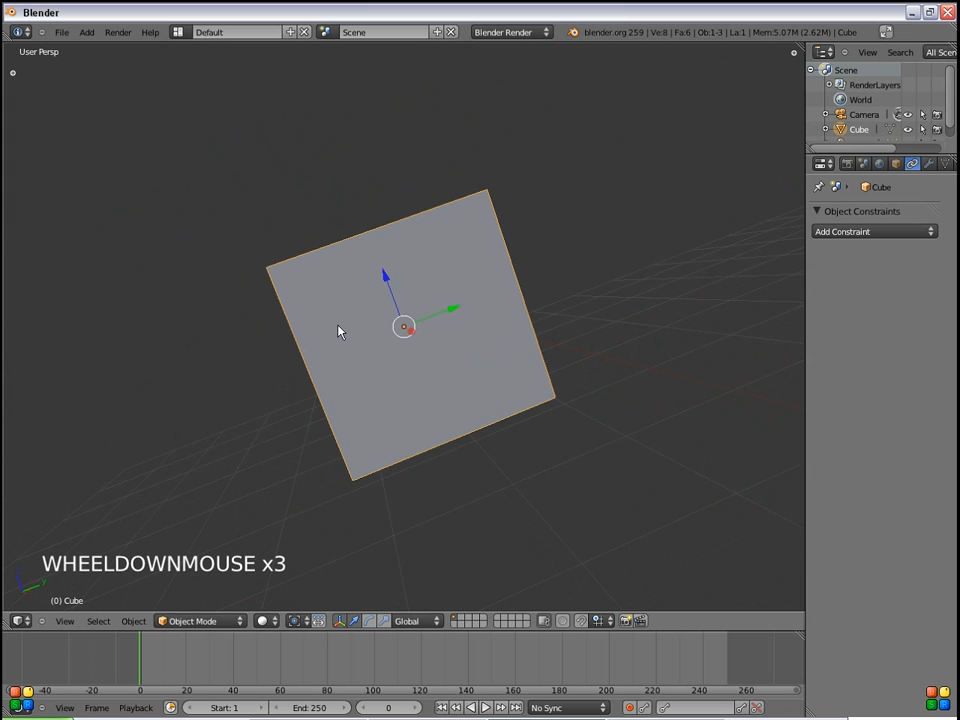 Blender
File Add Render Help Default Scene Blender Render blender.org 259 | Ve:8 | Fa:6 | Ob:1-3 | La:1 | Mem:5.07M (2.62M) | Cube
User Persp
View Search All Scen
Scene
RenderLayers
World
Camera
Cube
Cube
Object Constraints
Add Constraint
WHEELDOWNMOUSE x3
(0) Cube
View Select Object Object Mode Global
-40 -20 0 20 40 60 80 100 120 140 160 180 200 220 240 260
View Frame Playback Start: 1 End: 250 0 No Sync